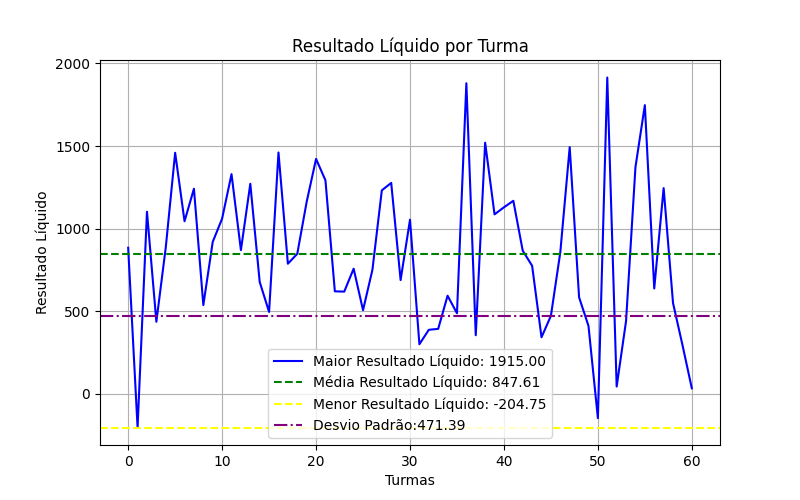 Resultado Líquido por Turma
2000
1500
1000
500
0
Resultado Líquido
Maior Resultado Líquido: 1915.00
Média Resultado Líquido: 847.61
Menor Resultado Líquido: -204.75
Desvio Padrão:471.39
0 10 20 30 40 50 60
Turmas